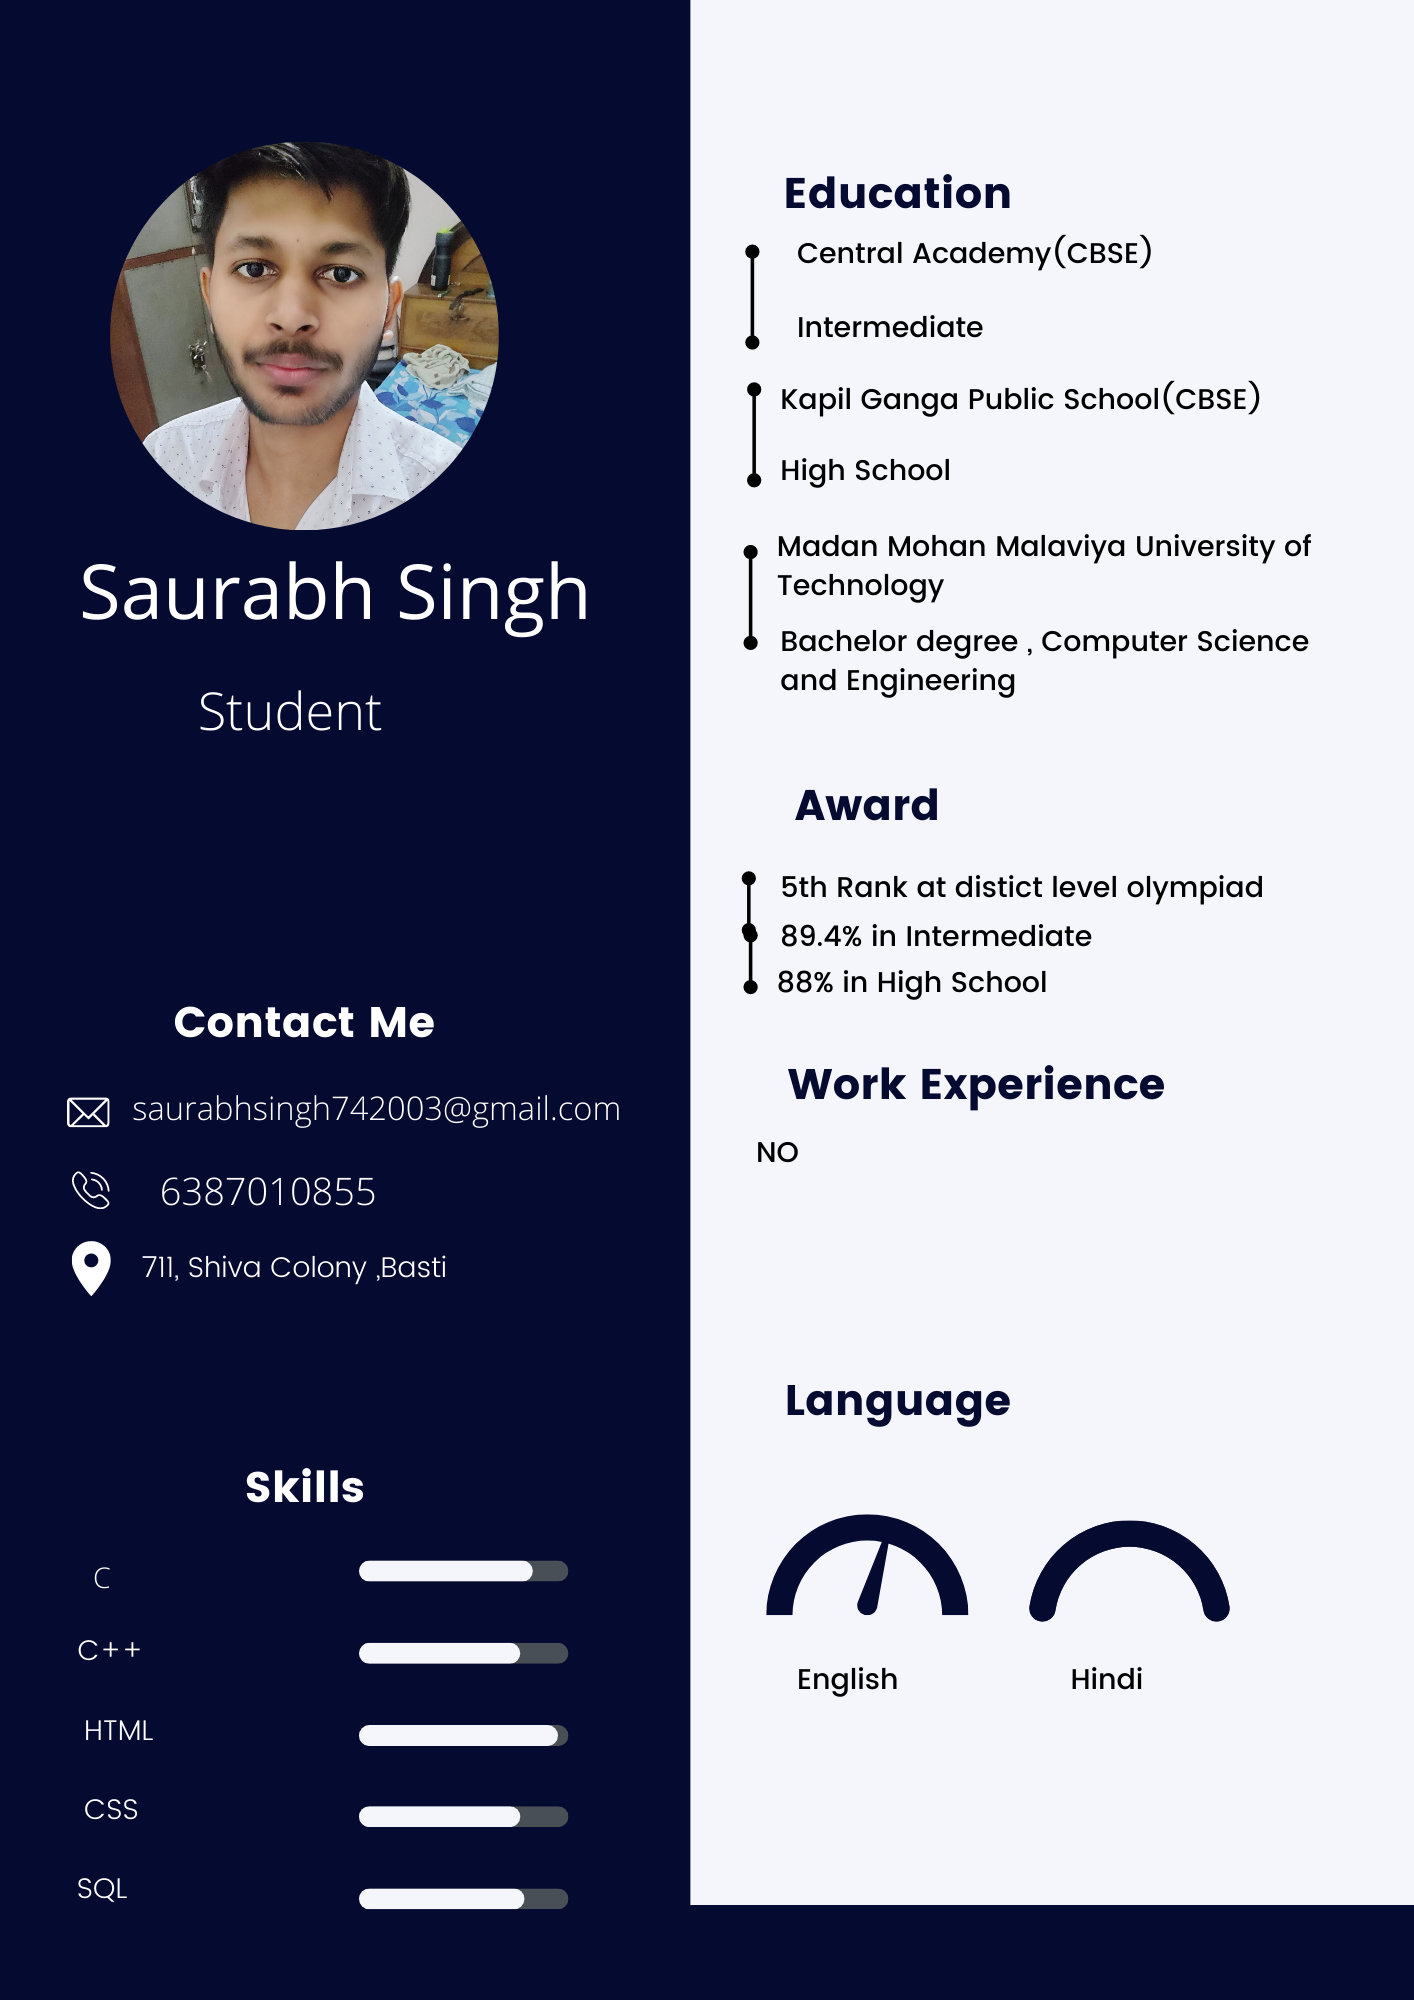 Saurabh Singh
Student
Contact Me
saurabhsingh742003@gmail.com
6387010855
711, Shiva Colony ,Basti
Skills
C
C++
HTML
CSS
SQL
Education
Central Academy(CBSE)
Intermediate
Kapil Ganga Public School(CBSE)
High School
Madan Mohan Malaviya University of
Technology
Bachelor degree , Computer Science
and Engineering
Award
5th Rank at distict level olympiad
89.4% in Intermediate
88% in High School
Work Experience
NO
Language
English
Hindi